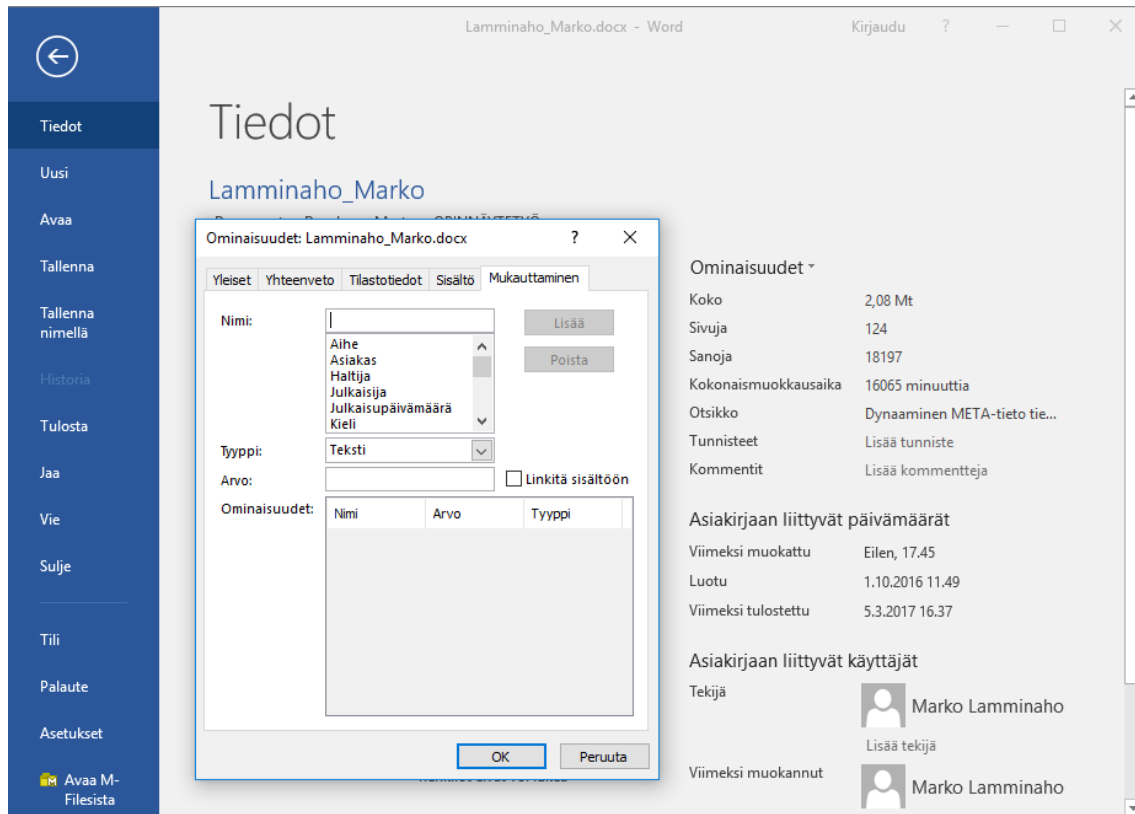 Lamminaho_Marko.docx - Word
Kirjaudu ?
Tiedot
Uusi
Avaa
Tallenna
Tallenna
nimellä
Historia
Tulosta
Jaa
Vie
Sulje
Tili
Palaute
Asetukset
Avaa M-
Filesista
Tiedot
Lamminaho_Marko
Ominaisuudet: Lamminaho_Marko.docx ?
Yleiset Yhteenveto Tilastotiedot Sisältö Mukauttaminen
Nimi:
Lisää
Poista
Aihe
Asiakas
Haltija
Julkaisija
Julkaisupäivämäärä
Kieli
Tyyppi: Teksti
Arvo: Linkitä sisältöön
Ominaisuudet: Nimi Arvo Tyyppi
OK Peruuta
Ominaisuudet
Koko 2,08 Mt
Sivuja 124
Sanoja 18197
Kokonaismuokkausaika 16065 minuuttia
Otsikko Dynaaminen META-tieto tie...
Tunnisteet Lisää tunniste
Kommentit Lisää kommentteja
Asiakirjaan liittyvät päivämäärät
Viimeksi muokattu Eilen, 17.45
Luotu 1.10.2016 11.49
Viimeksi tulostettu 5.3.2017 16.37
Asiakirjaan liittyvät käyttäjät
Tekijä Marko Lamminaho
Lisää tekijä
Viimeksi muokannut Marko Lamminaho